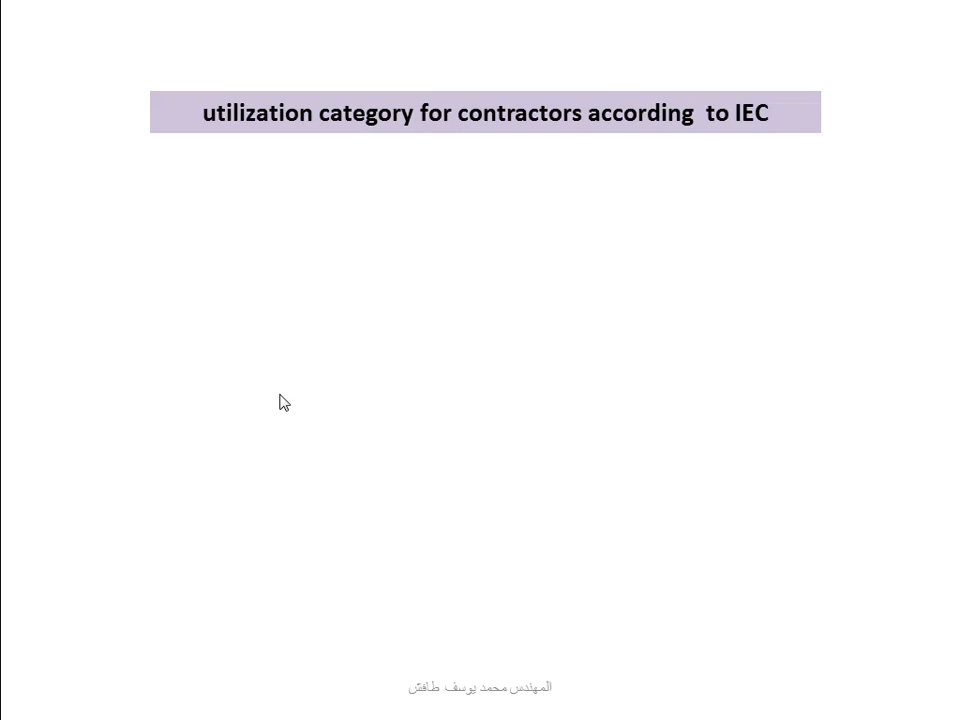 utilization category for contractors according  to IEC
المهندس محمد يوسف طافش